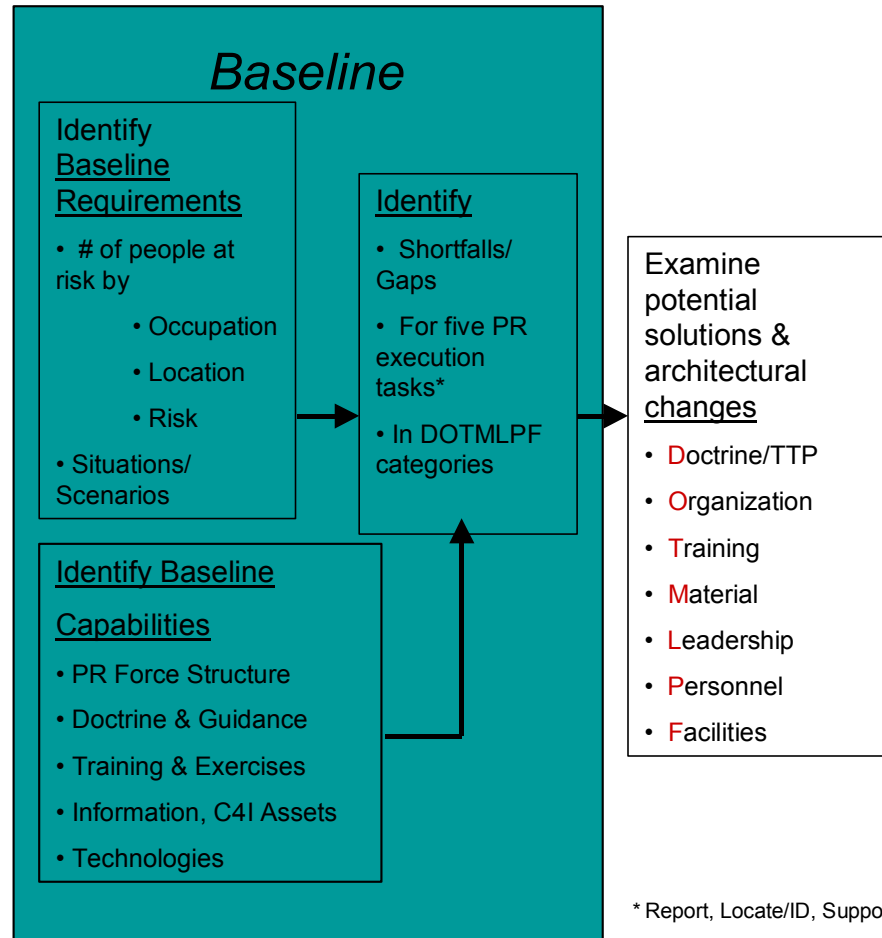 Baseline
Identify
Baseline
Requirements
• # of people at
risk by
• Occupation
• Location
• Risk
• Situations/
Scenarios
Identify
• Shortfalls/
Gaps
• For five PR
execution
tasks*
• In DOTMLPF
categories
Identify Baseline
Capabilities
• PR Force Structure
• Doctrine & Guidance
• Training & Exercises
• Information, C4I Assets
• Technologies
Examine
potential
solutions &
architectural
changes
• Doctrine/TTP
• Organization
• Training
• Material
• Leadership
• Personnel
• Facilities
* Report, Locate/ID,